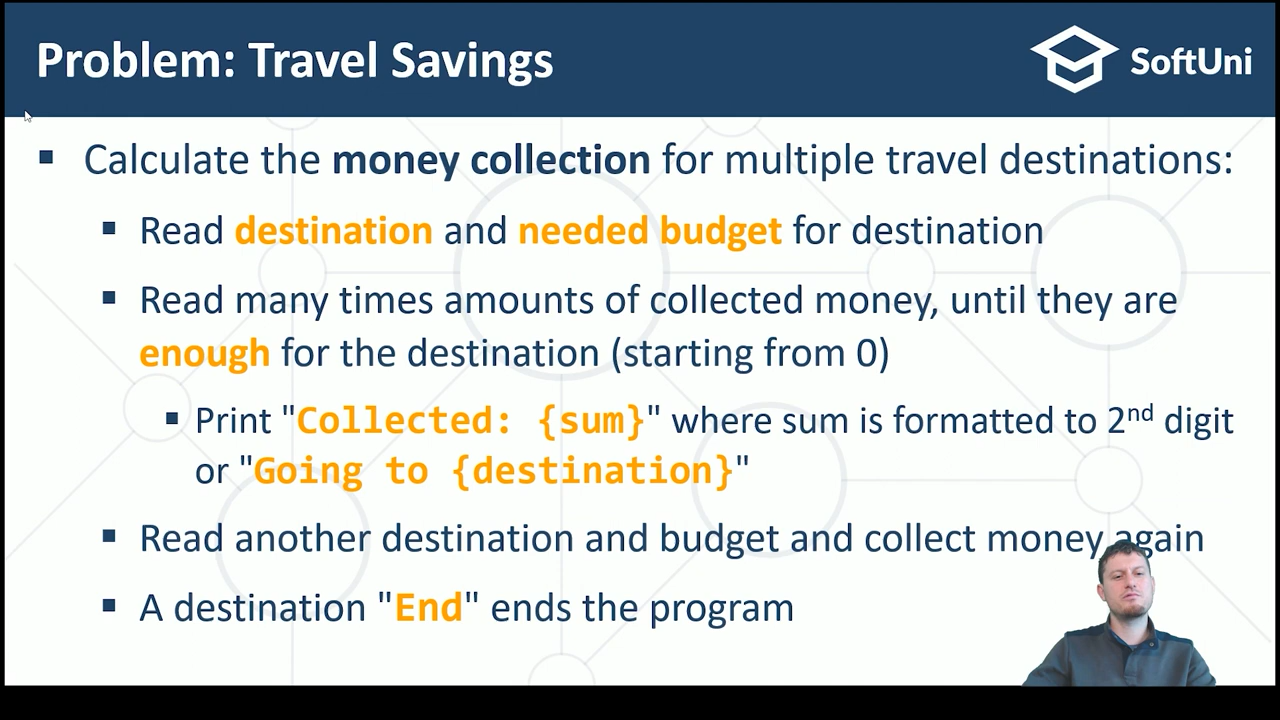 Problem: Travel Savings
SoftUni
Calculate the money collection for multiple travel destinations:
Read destination and needed budget for destination
Read many times amounts of collected money, until they are
enough for the destination (starting from 0)
Print "Collected: {sum}" where sum is formatted to 2nd digit
or "Going to {destination}"
Read another destination and budget and collect money again
A destination "End" ends the program